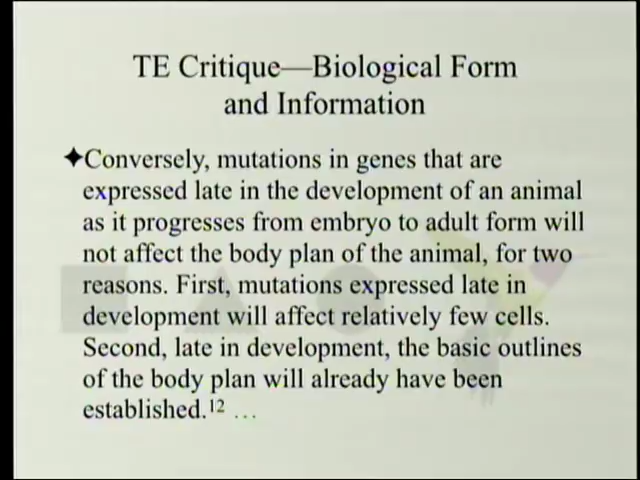 TE Critique—Biological Form
and Information
✦Conversely, mutations in genes that are
expressed late in the development of an animal
as it progresses from embryo to adult form will
not affect the body plan of the animal, for two
reasons. First, mutations expressed late in
development will affect relatively few cells.
Second, late in development, the basic outlines
of the body plan will already have been
established.¹² …